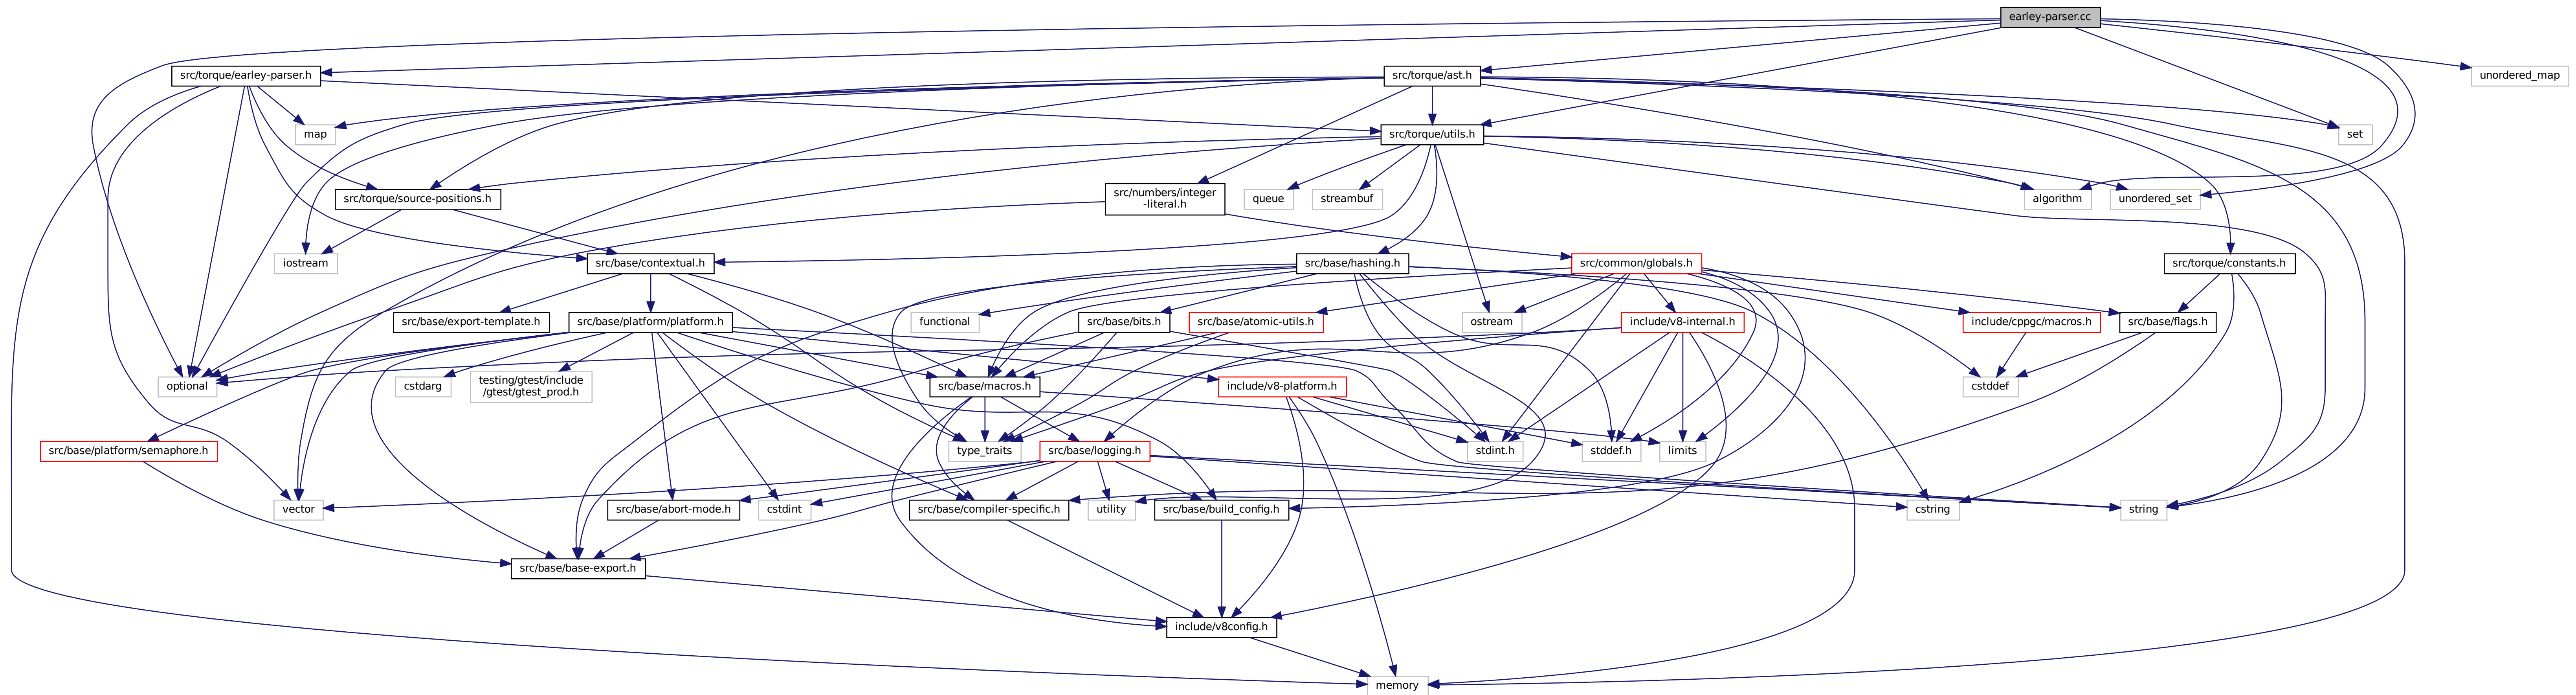 earley-parser.cc
src/torque/earley-parser.h
src/torque/ast.h
unordered_map
map
src/torque/utils.h
set
src/torque/source-positions.h
src/numbers/integer
-literal.h
queue
streambuf
algorithm
unordered_set
iostream
src/base/contextual.h
src/base/hashing.h
src/common/globals.h
src/torque/constants.h
src/base/export-template.h
src/base/platform/platform.h
functional
src/base/bits.h
src/base/atomic-utils.h
ostream
include/v8-internal.h
include/cppgc/macros.h
src/base/flags.h
optional
cstdarg
testing/gtest/include
/gtest/gtest_prod.h
src/base/macros.h
include/v8-platform.h
cstddef
src/base/platform/semaphore.h
type_traits
src/base/logging.h
stdint.h
stddef.h
limits
vector
src/base/abort-mode.h
cstdint
src/base/compiler-specific.h
utility
src/base/build_config.h
cstring
string
src/base/base-export.h
include/v8config.h
memory